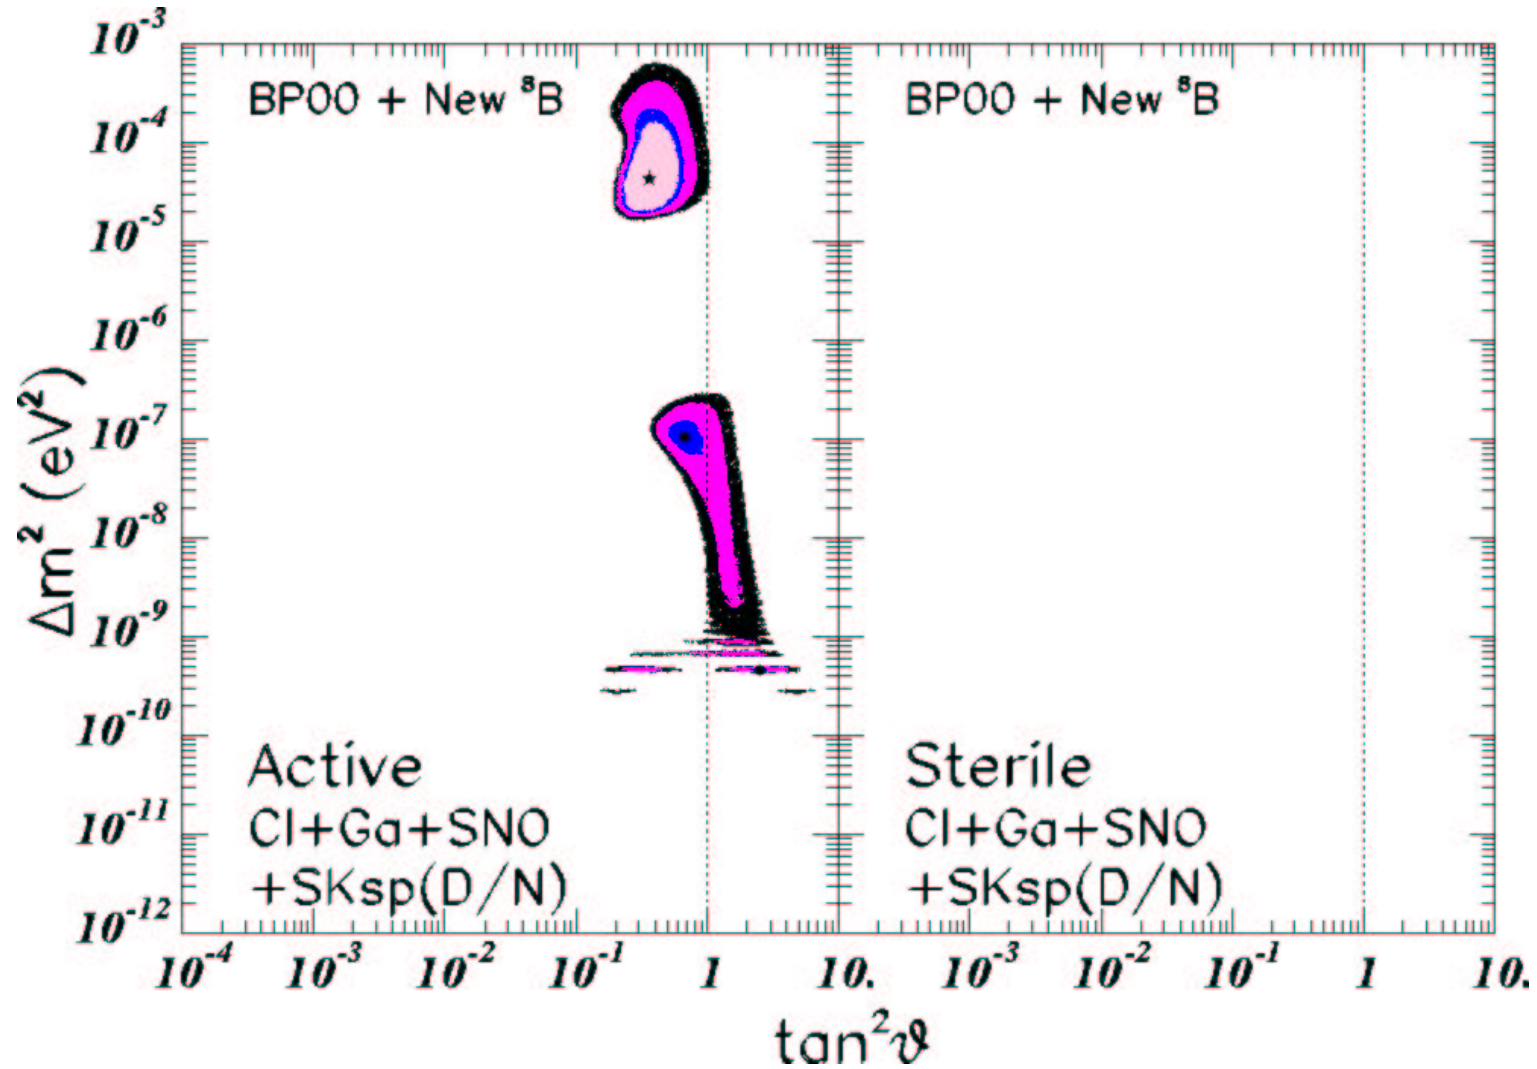 BP00 + New ⁸B
BP00 + New ⁸B
10⁻³
10⁻⁴
10⁻⁵
10⁻⁶
10⁻⁷
10⁻⁸
10⁻⁹
10⁻¹⁰
10⁻¹¹
10⁻¹²
Δm² (eV²)
Active
Cl+Ga+SNO
+SKsp(D/N)
Sterile
Cl+Ga+SNO
+SKsp(D/N)
10⁻⁴ 10⁻³ 10⁻² 10⁻¹ 1 10. 10⁻³ 10⁻² 10⁻¹ 1 10.
tan²ϑ